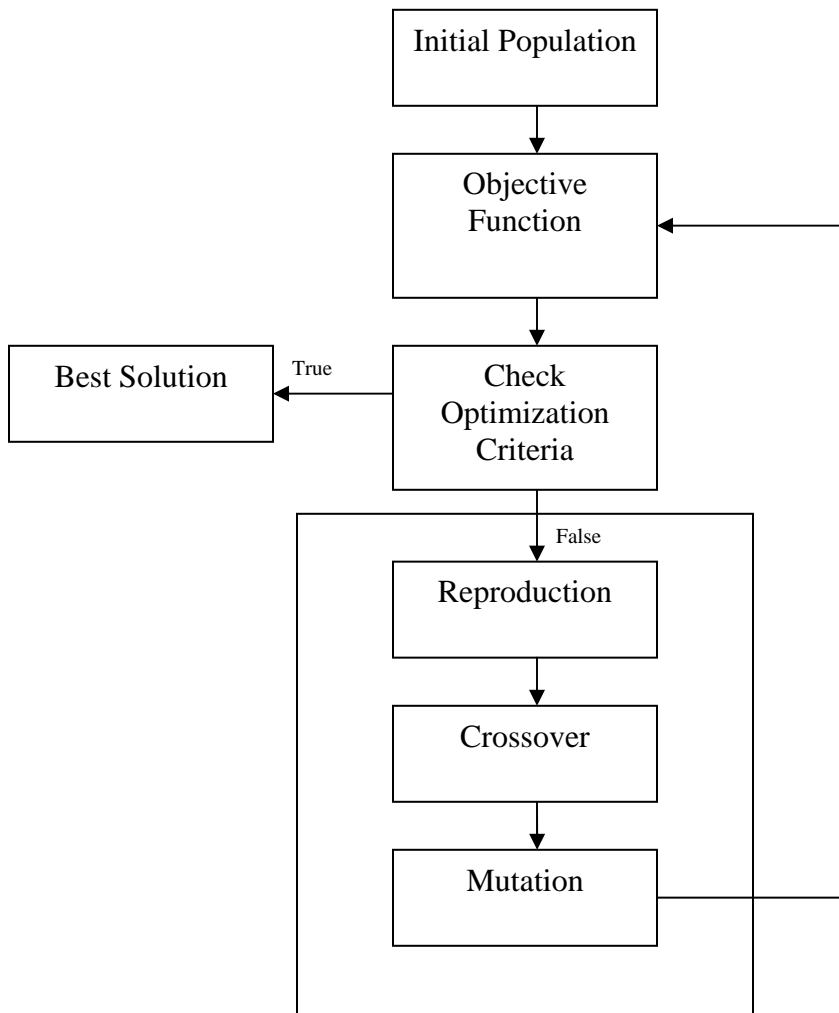 Initial Population
Objective
Function
Best Solution
True
Check
Optimization
Criteria
False
Reproduction
Crossover
Mutation